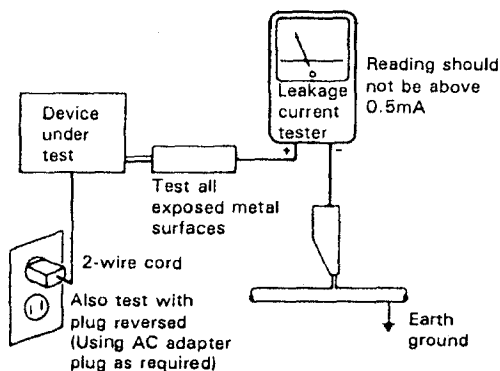 Device
under
test
Leakage
current
tester
+ -
Reading should
not be above
0.5mA
Test all
exposed metal
surfaces
2-wire cord
Also test with
plug reversed
(Using AC adapter
plug as required)
Earth
ground